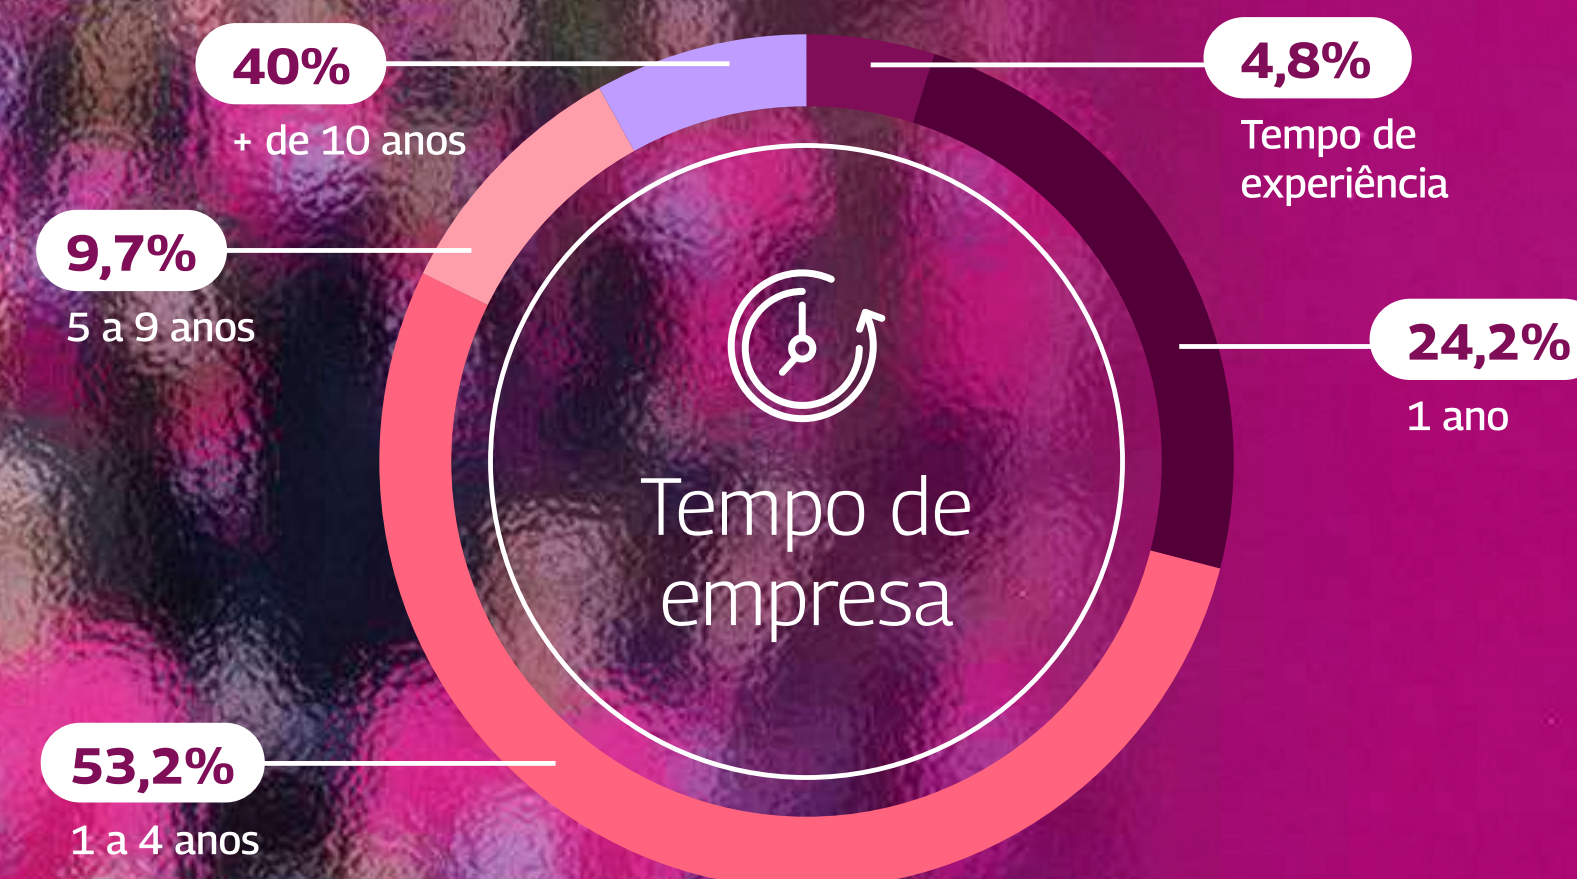 40%
+ de 10 anos
4,8%
Tempo de
experiência
9,7%
5 a 9 anos
24,2%
1 ano
Tempo de
empresa
53,2%
1 a 4 anos